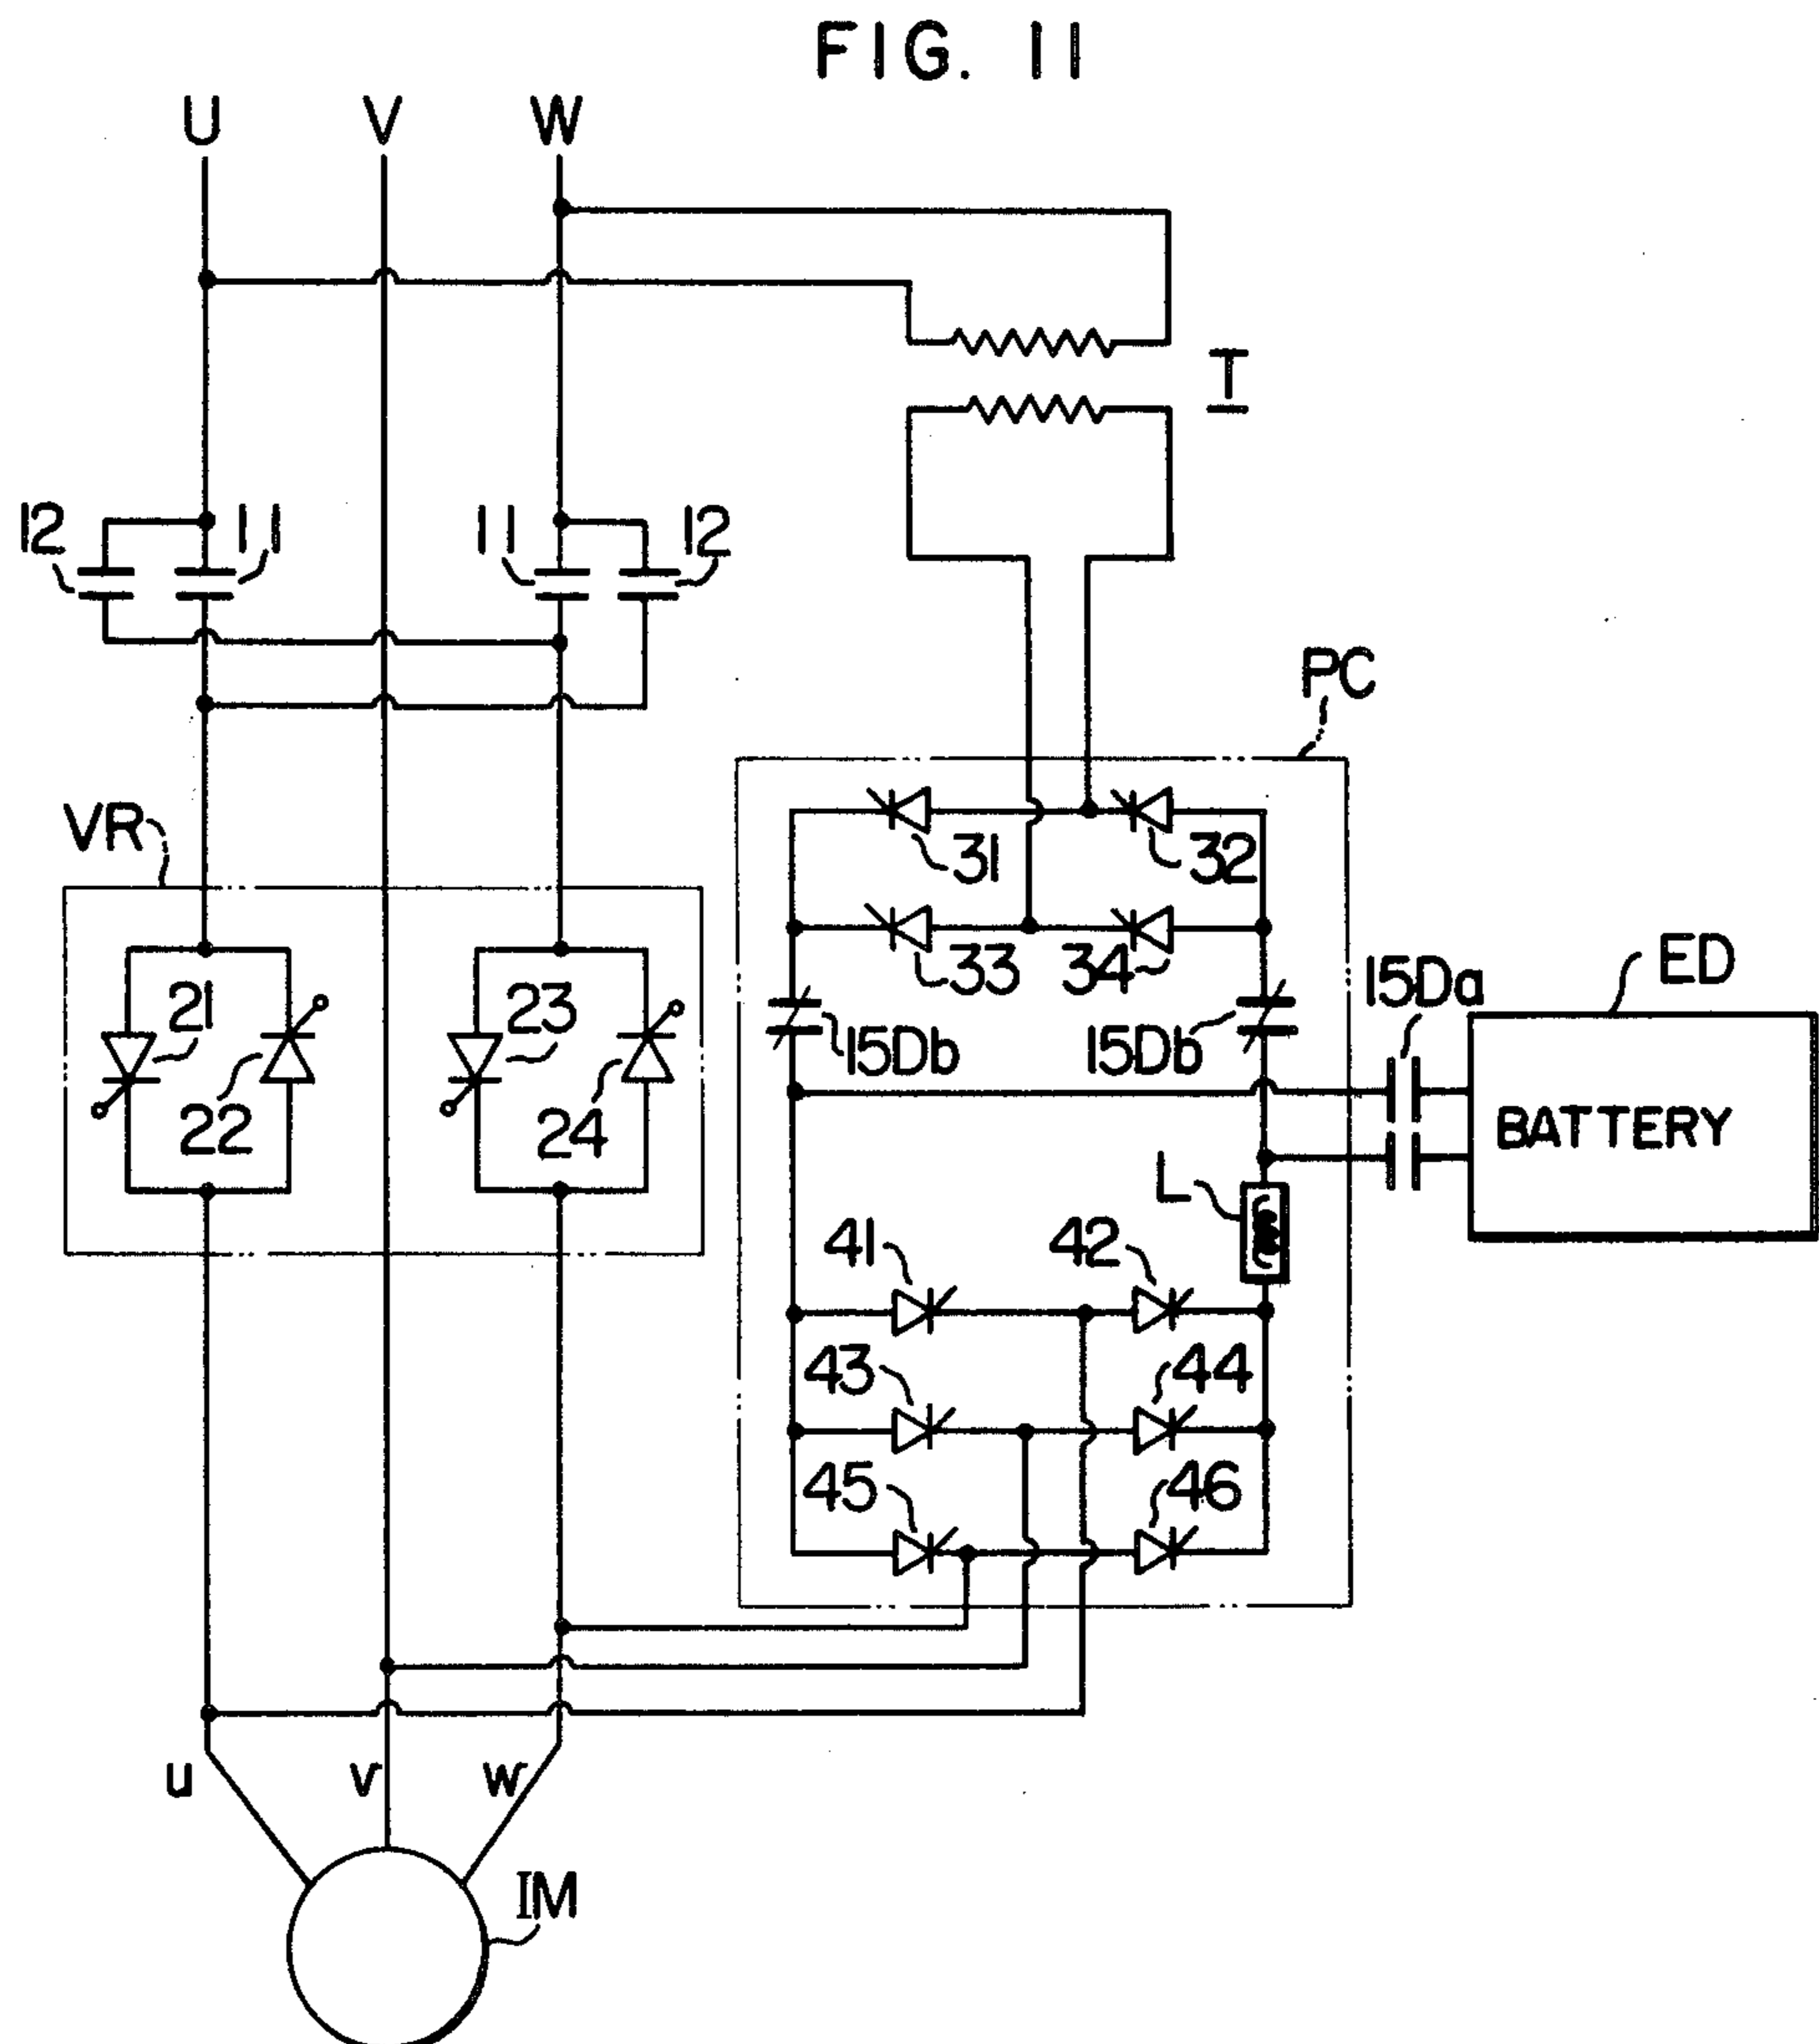 FIG. 11
U V W
T
12 11 11 12
PC
VR
31 32
33 34
ED
15Da
21 23
15Db 15Db
22 24
BATTERY
L
41 42
43 44
45 46
u v w
IM